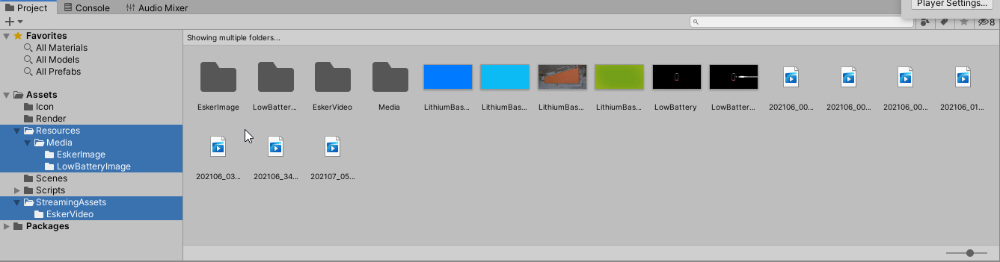 Project
Console
Audio Mixer
Player Settings...
8
Favorites
All Materials
All Models
All Prefabs
Assets
Icon
Render
Resources
Media
EskerImage
LowBatteryImage
Scenes
Scripts
StreamingAssets
EskerVideo
Packages
Showing multiple folders...
EskerImage
LowBatter...
EskerVideo
Media
LithiumBas...
LithiumBas...
LithiumBas...
LithiumBas...
LowBattery
LowBatter...
202106_00...
202106_00...
202106_00...
202106_01...
202106_03...
202106_34...
202107_05...